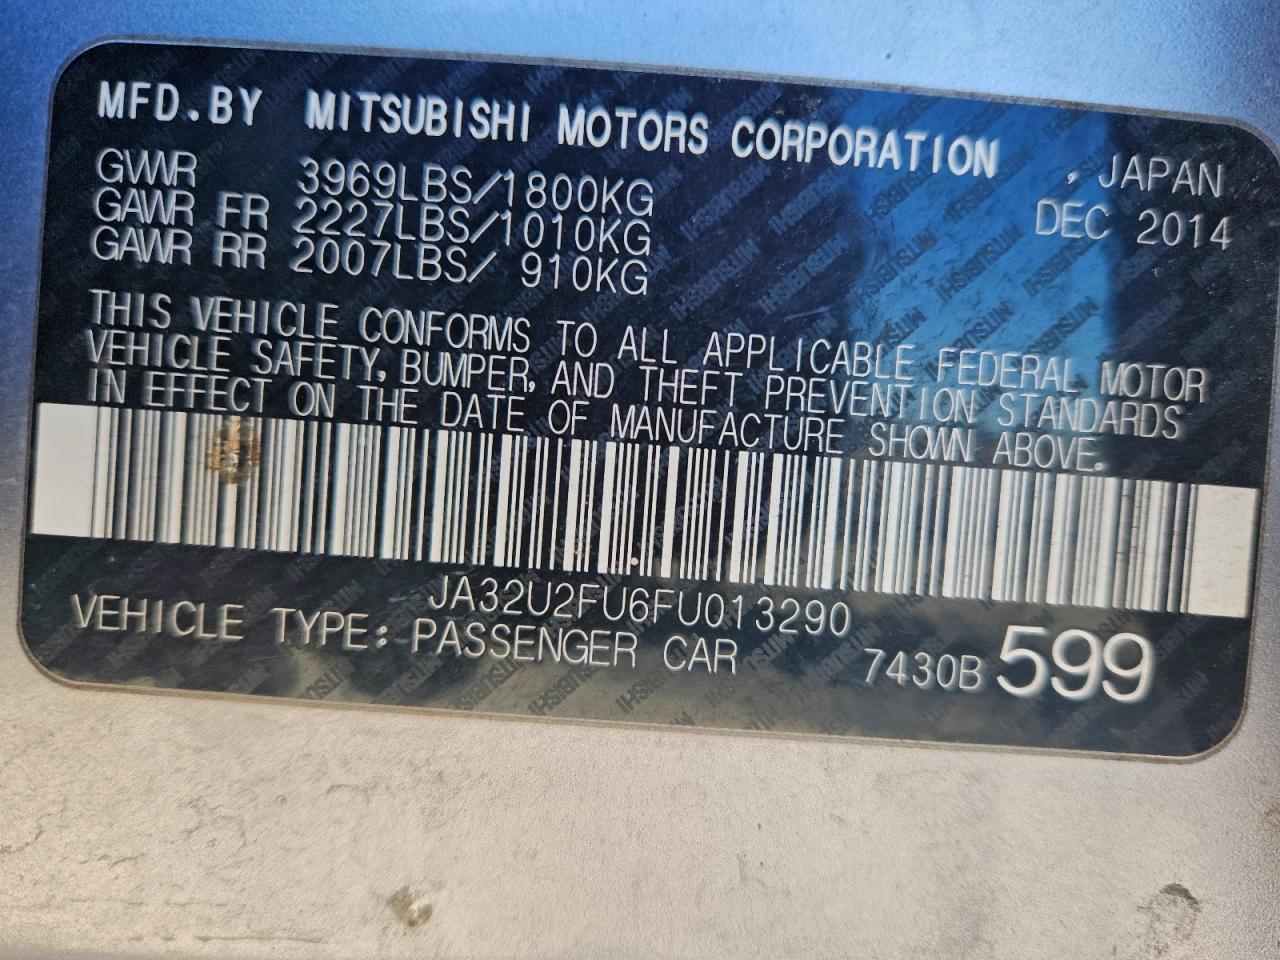 MFD.BY MITSUBISHI MOTORS CORPORATION , JAPAN
GVWR 3969LBS/1800KG DEC 2014
GAWR FR 2227LBS/1010KG
GAWR RR 2007LBS/ 910KG
THIS VEHICLE CONFORMS TO ALL APPLICABLE FEDERAL MOTOR
VEHICLE SAFETY, BUMPER, AND THEFT PREVENTION STANDARDS
IN EFFECT ON THE DATE OF MANUFACTURE SHOWN ABOVE.
JA32U2FU6FU013290
VEHICLE TYPE: PASSENGER CAR 7430B 599